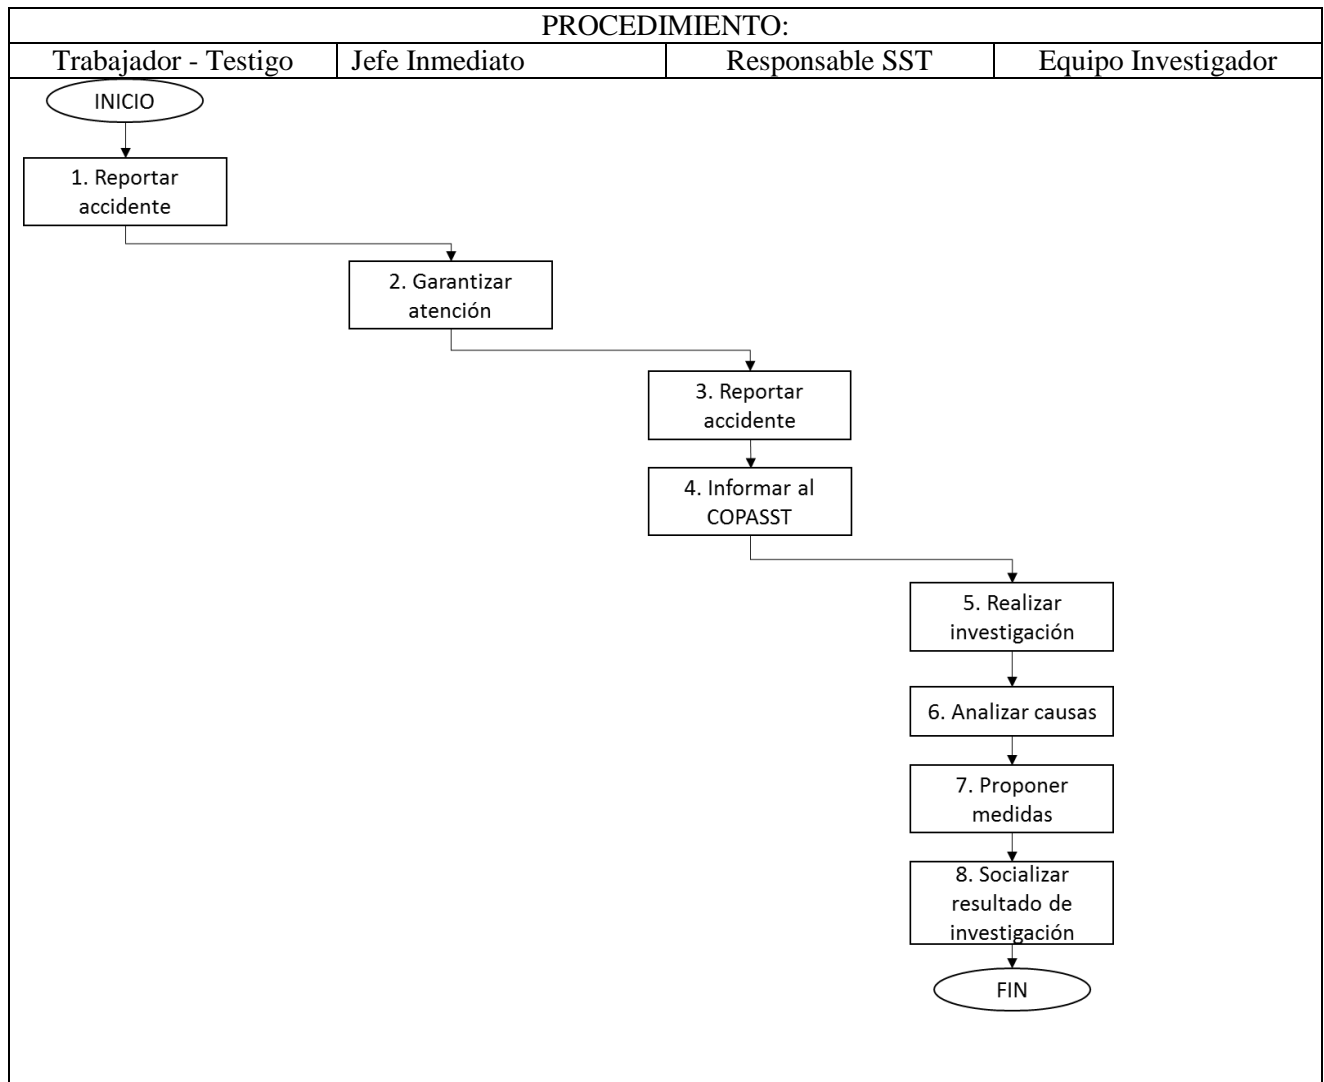 PROCEDIMIENTO:
Trabajador - Testigo
Jefe Inmediato
Responsable SST
Equipo Investigador
INICIO
1. Reportar
accidente
2. Garantizar
atención
3. Reportar
accidente
4. Informar al
COPASST
5. Realizar
investigación
6. Analizar causas
7. Proponer
medidas
8. Socializar
resultado de
investigación
FIN